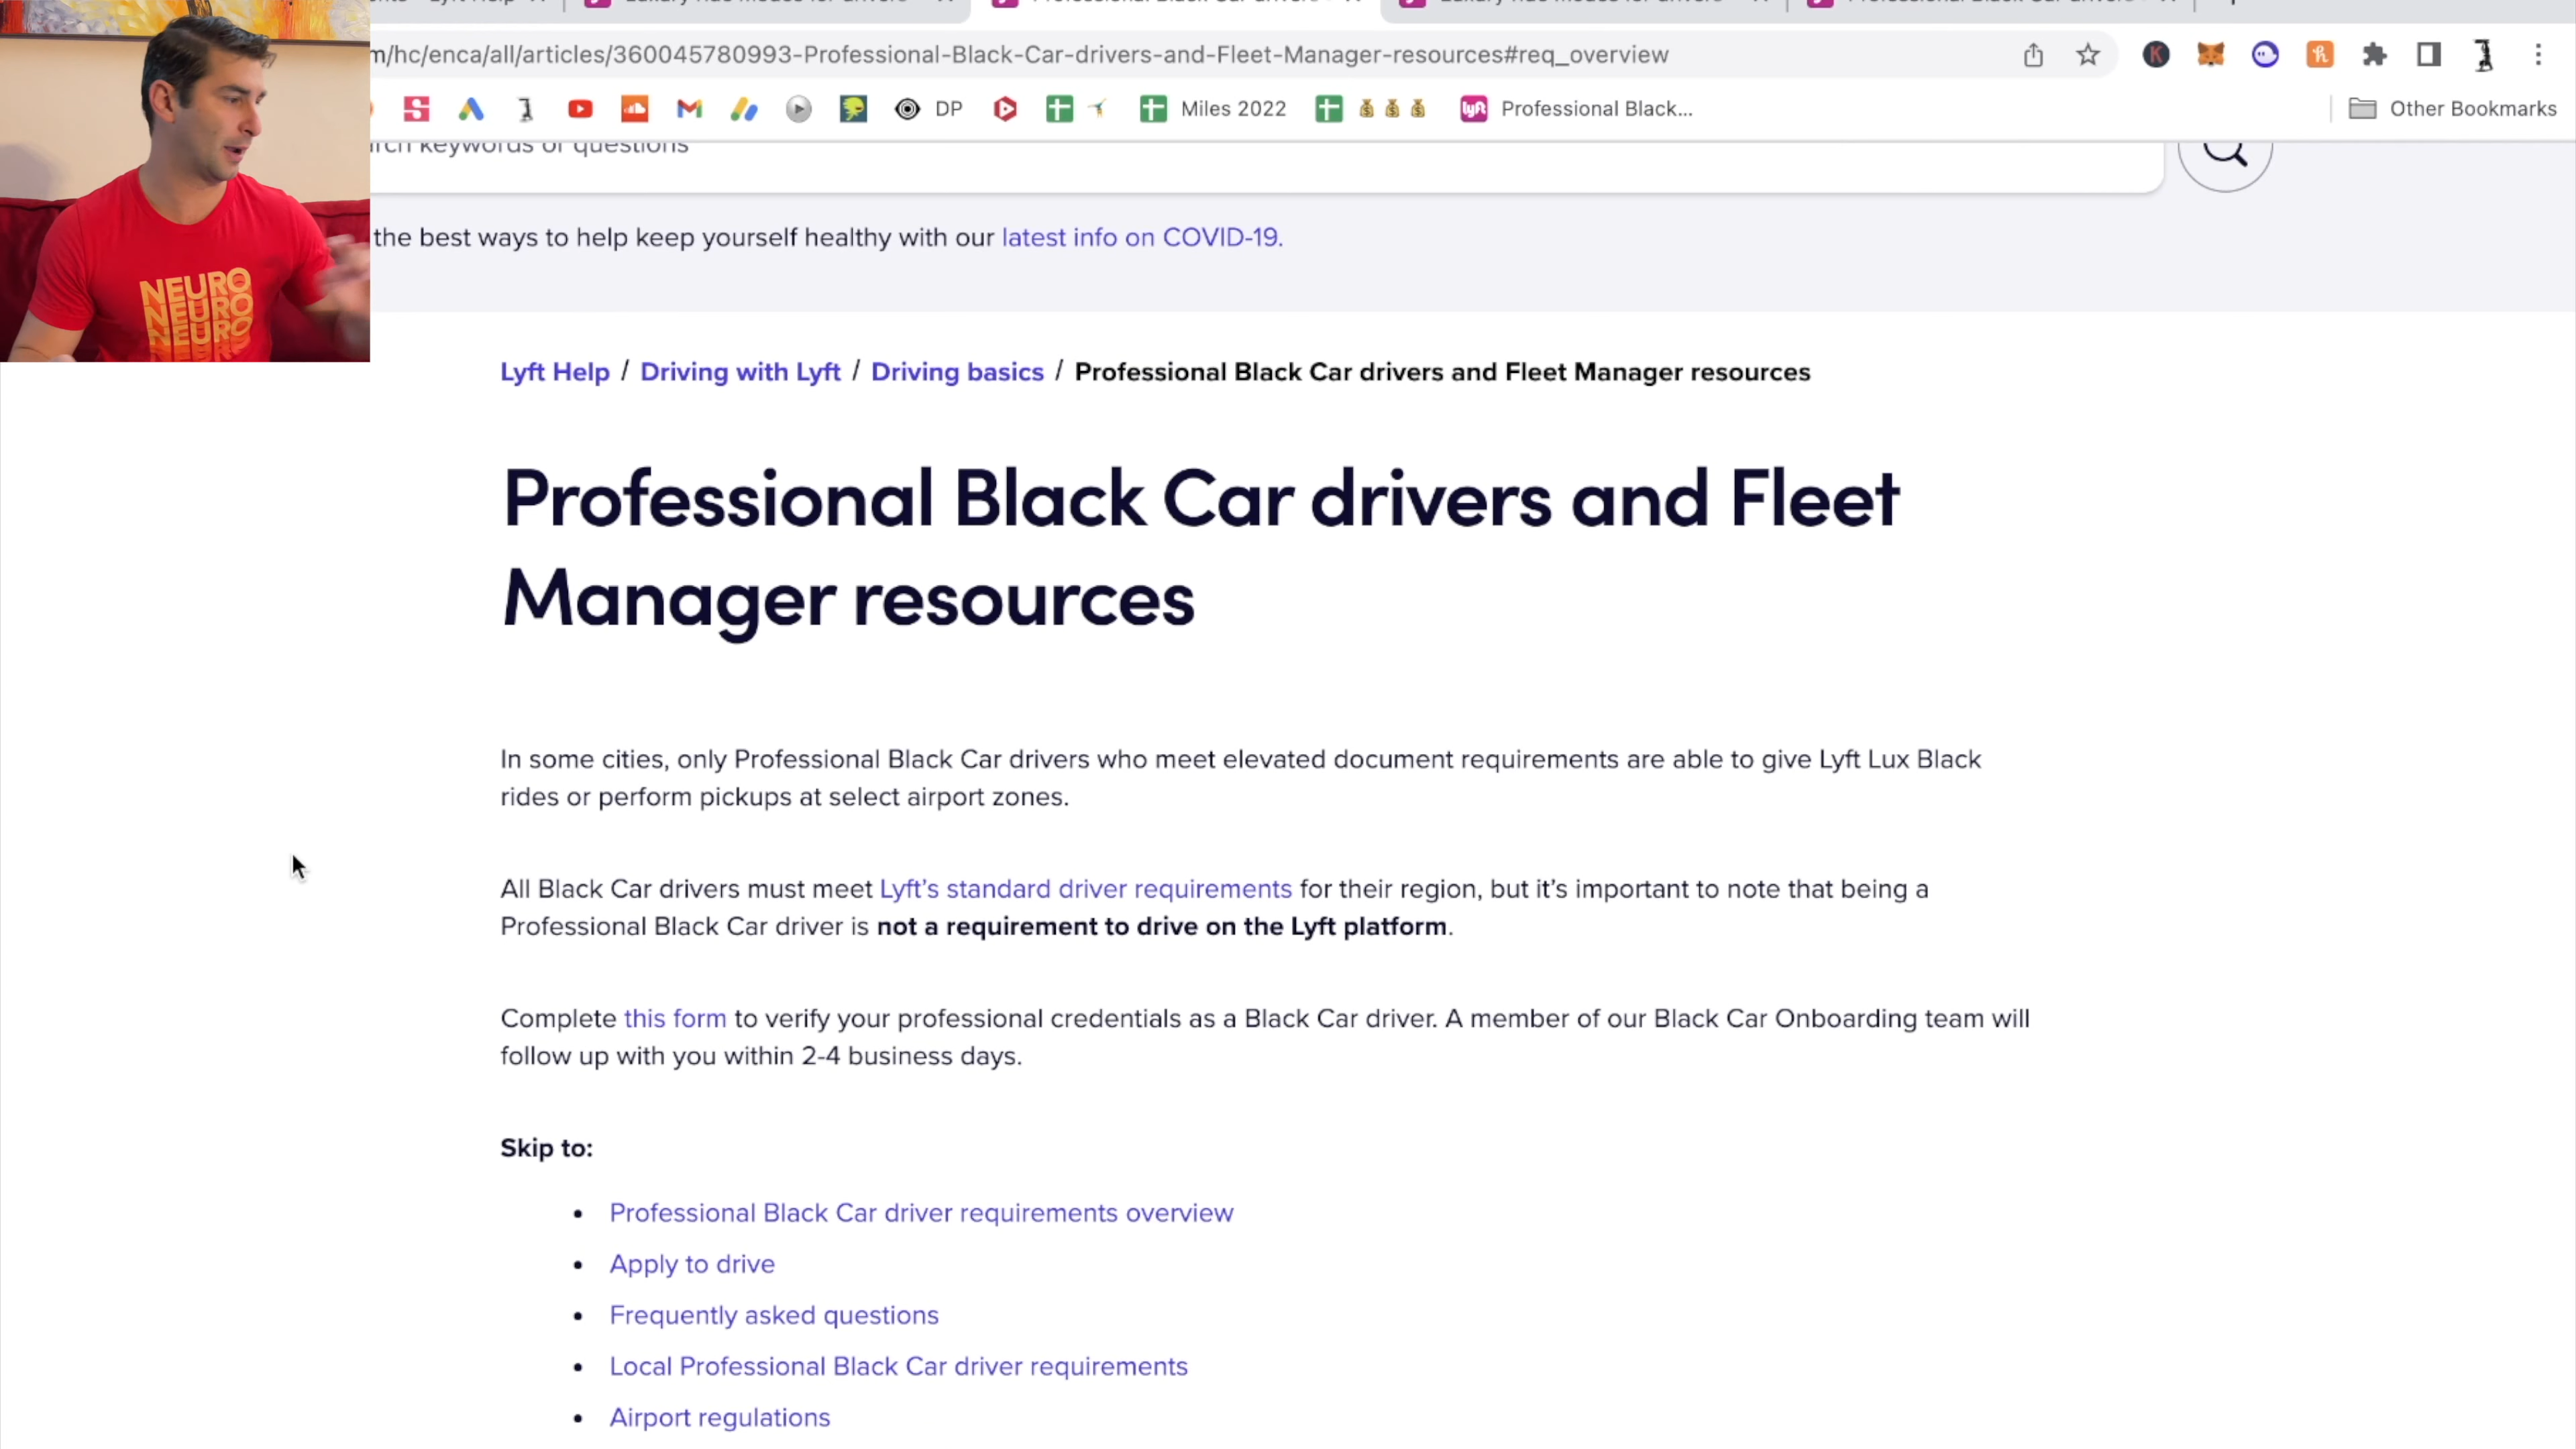 m/hc/enca/all/articles/360045780993-Professional-Black-Car-drivers-and-Fleet-Manager-resources#req_overview
DP
Miles 2022
lyft
Professional Black...
Other Bookmarks
keywords or questions
NEURO
NEURO
NEURO
the best ways to help keep yourself healthy with our latest info on COVID-19.
Lyft Help / Driving with Lyft / Driving basics / Professional Black Car drivers and Fleet Manager resources
Professional Black Car drivers and Fleet
Manager resources
In some cities, only Professional Black Car drivers who meet elevated document requirements are able to give Lyft Lux Black
rides or perform pickups at select airport zones.
All Black Car drivers must meet Lyft’s standard driver requirements for their region, but it’s important to note that being a
Professional Black Car driver is not a requirement to drive on the Lyft platform.
Complete this form to verify your professional credentials as a Black Car driver. A member of our Black Car Onboarding team will
follow up with you within 2-4 business days.
Skip to:
• Professional Black Car driver requirements overview
• Apply to drive
• Frequently asked questions
• Local Professional Black Car driver requirements
• Airport regulations